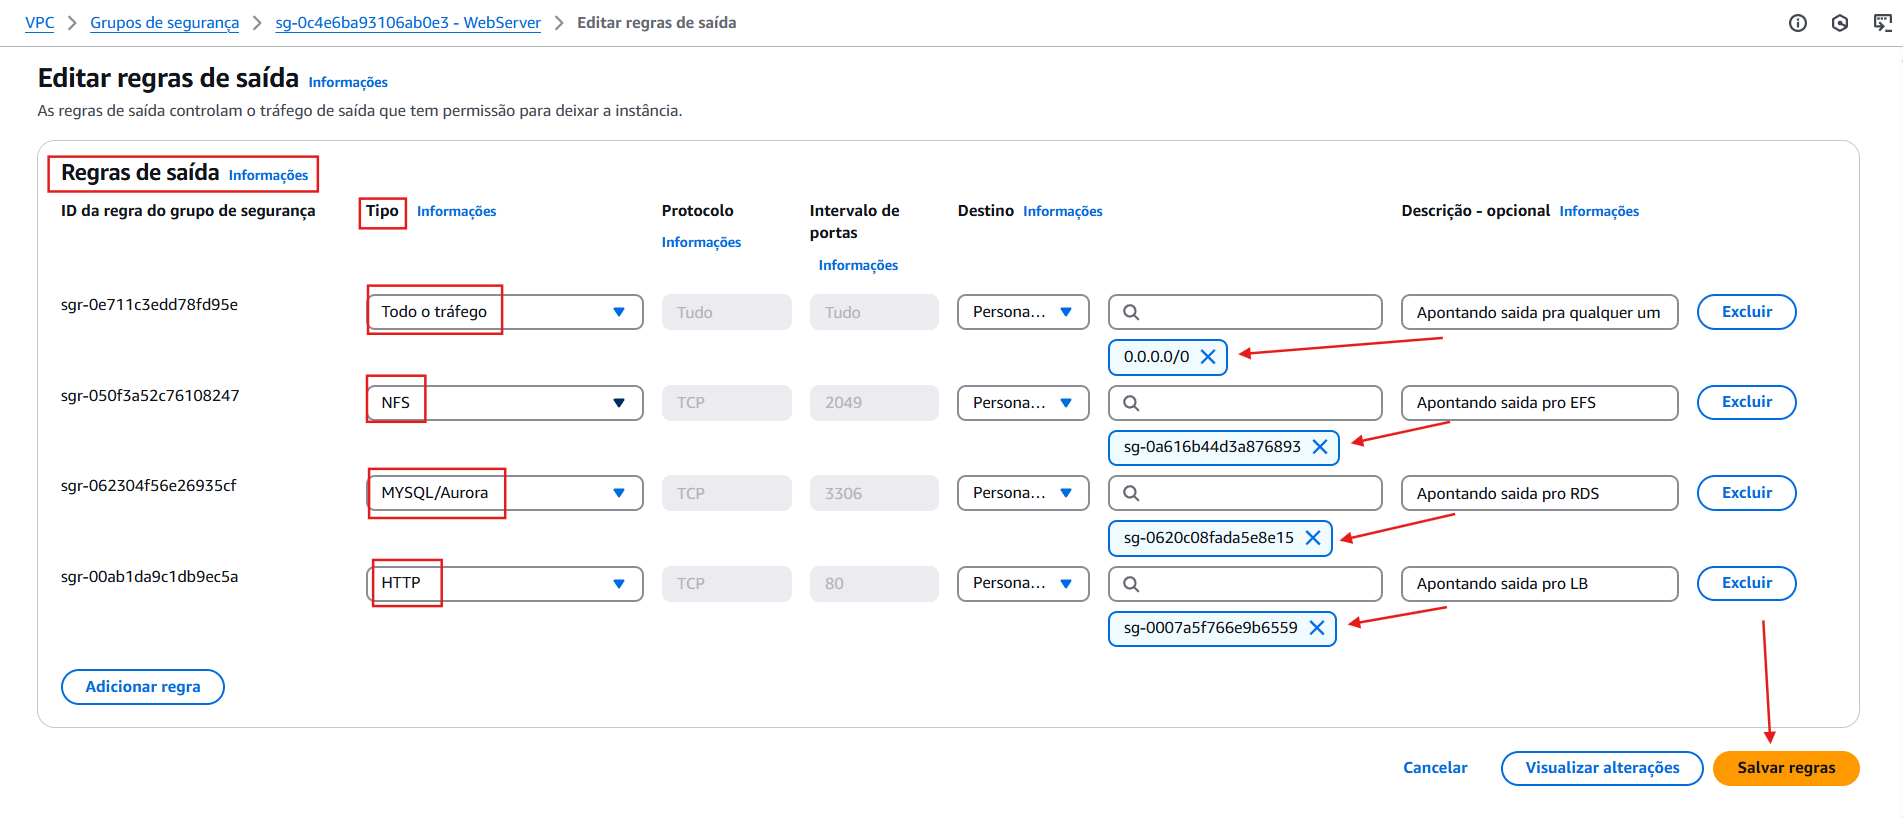 VPC > Grupos de segurança > sg-0c4e6ba93106ab0e3 - WebServer > Editar regras de saída
Editar regras de saída Informações
As regras de saída controlam o tráfego de saída que tem permissão para deixar a instância.
Regras de saída Informações
ID da regra do grupo de segurança
Tipo Informações
Protocolo
Informações
Intervalo de
portas
Informações
Destino Informações
Descrição - opcional Informações
sgr-0e711c3edd78fd95e Todo o tráfego Tudo Tudo Persona... Apontando saida pra qualquer um Excluir
0.0.0.0/0
sgr-050f3a52c76108247 NFS TCP 2049 Persona... Apontando saida pro EFS Excluir
sg-0a616b44d3a876893
sgr-062304f56e26935cf MYSQL/Aurora TCP 3306 Persona... Apontando saida pro RDS Excluir
sg-0620c08fada5e8e15
sgr-00ab1da9c1db9ec5a HTTP TCP 80 Persona... Apontando saida pro LB Excluir
sg-0007a5f766e9b6559
Adicionar regra
Cancelar Visualizar alterações Salvar regras